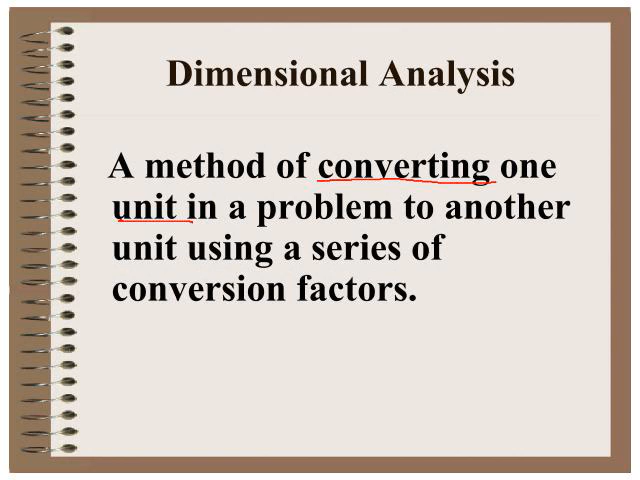 Dimensional Analysis
A method of converting one
unit in a problem to another
unit using a series of
conversion factors.